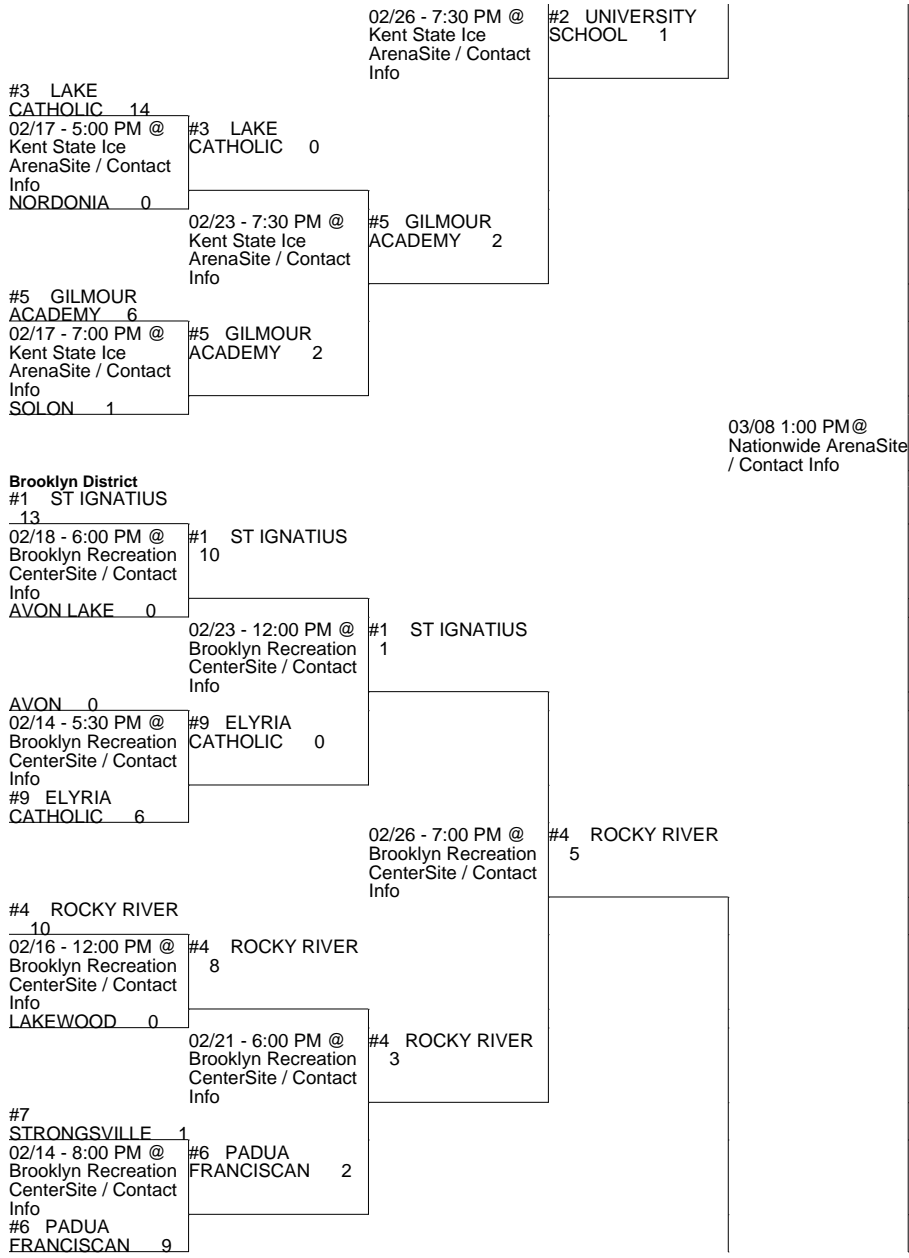 02/26 - 7:30 PM @
Kent State Ice
ArenaSite / Contact
Info
#2 UNIVERSITY
SCHOOL 1
#3 LAKE
CATHOLIC 14
02/17 - 5:00 PM @
Kent State Ice
ArenaSite / Contact
Info
NORDONIA 0
#3 LAKE
CATHOLIC 0
02/23 - 7:30 PM @
Kent State Ice
ArenaSite / Contact
Info
#5 GILMOUR
ACADEMY 2
#5 GILMOUR
ACADEMY 6
02/17 - 7:00 PM @
Kent State Ice
ArenaSite / Contact
Info
SOLON 1
#5 GILMOUR
ACADEMY 2
03/08 1:00 PM@
Nationwide ArenaSite
/ Contact Info
Brooklyn District
#1 ST IGNATIUS
13
02/18 - 6:00 PM @
Brooklyn Recreation
CenterSite / Contact
Info
AVON LAKE 0
#1 ST IGNATIUS
10
02/23 - 12:00 PM @
Brooklyn Recreation
CenterSite / Contact
Info
#1 ST IGNATIUS
1
AVON 0
02/14 - 5:30 PM @
Brooklyn Recreation
CenterSite / Contact
Info
#9 ELYRIA
CATHOLIC 6
#9 ELYRIA
CATHOLIC 0
02/26 - 7:00 PM @
Brooklyn Recreation
CenterSite / Contact
Info
#4 ROCKY RIVER
5
#4 ROCKY RIVER
10
02/16 - 12:00 PM @
Brooklyn Recreation
CenterSite / Contact
Info
LAKEWOOD 0
#4 ROCKY RIVER
8
02/21 - 6:00 PM @
Brooklyn Recreation
CenterSite / Contact
Info
#4 ROCKY RIVER
3
#7
STRONGSVILLE 1
02/14 - 8:00 PM @
Brooklyn Recreation
CenterSite / Contact
Info
#6 PADUA
FRANCISCAN 9
#6 PADUA
FRANCISCAN 2